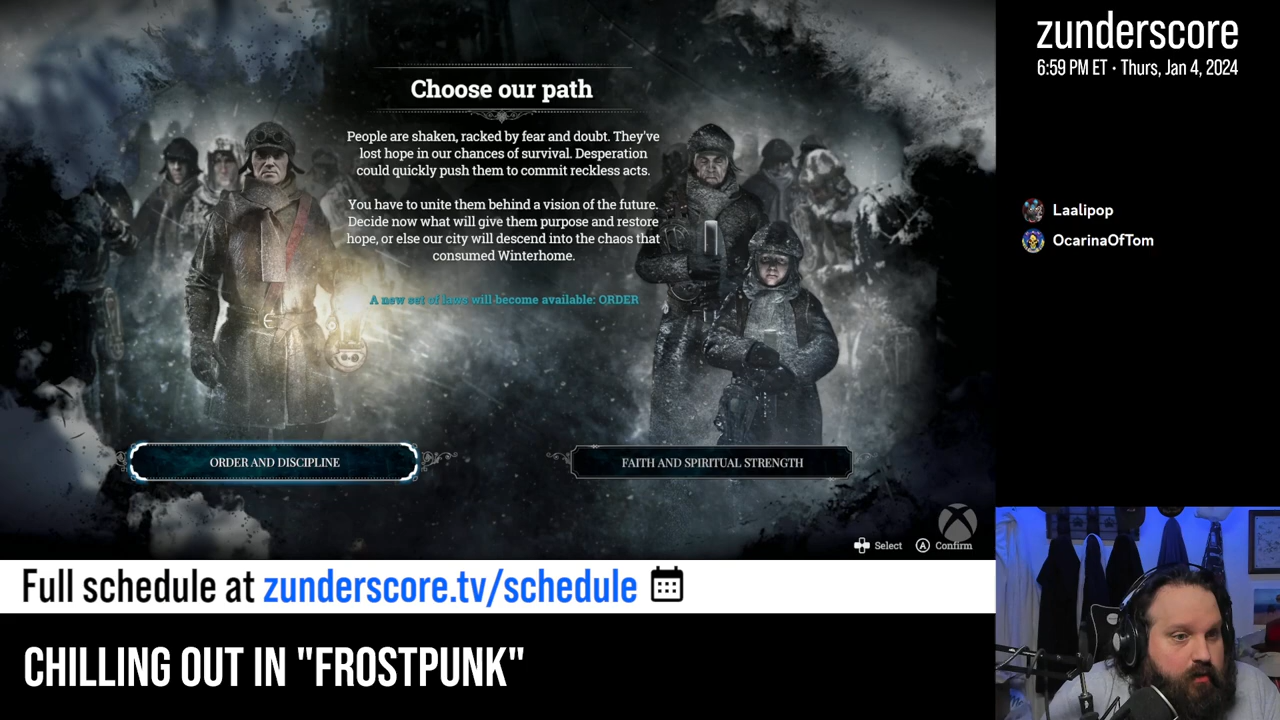 Choose our path
People are shaken, racked by fear and doubt. They've
lost hope in our chances of survival. Desperation
could quickly push them to commit reckless acts.
You have to unite them behind a vision of the future.
Decide now what will give them purpose and restore
hope, or else our city will descend into the chaos that
consumed Winterhome.
A new set of laws will become available: ORDER
ORDER AND DISCIPLINE
FAITH AND SPIRITUAL STRENGTH
Select
A Confirm
zunderscore
6:59 PM ET · Thurs, Jan 4, 2024
Laalipop
OcarinaOfTom
Full schedule at zunderscore.tv/schedule
CHILLING OUT IN "FROSTPUNK"